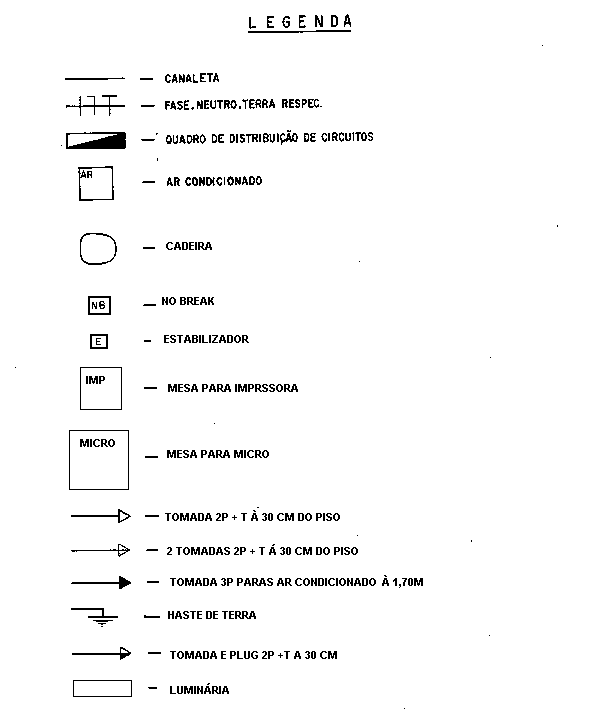 LEGENDA
— CANALETA
— FASE.NEUTRO.TERRA RESPEC.
— QUADRO DE DISTRIBUIÇÃO DE CIRCUITOS
AR — AR CONDICIONADO
— CADEIRA
NB — NO BREAK
E – ESTABILIZADOR
IMP — MESA PARA IMPRSSORA
MICRO — MESA PARA MICRO
— TOMADA 2P + T À 30 CM DO PISO
— 2 TOMADAS 2P + T Á 30 CM DO PISO
— TOMADA 3P PARAS AR CONDICIONADO À 1,70M
— HASTE DE TERRA
— TOMADA E PLUG 2P +T A 30 CM
– LUMINÁRIA